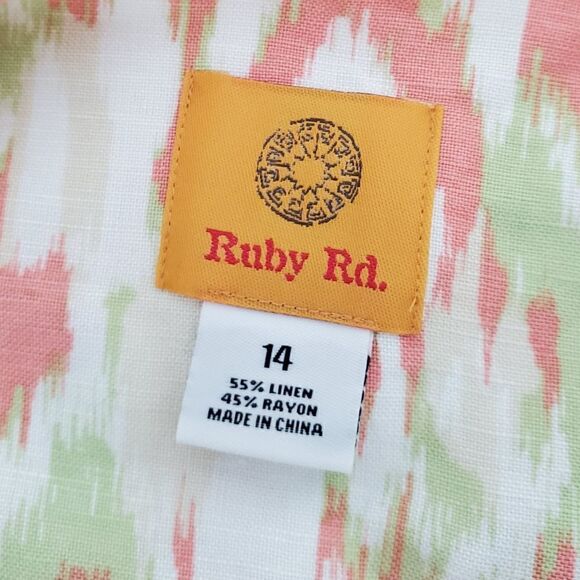 Ruby Rd.
14
55% LINEN
45% RAYON
MADE IN CHINA